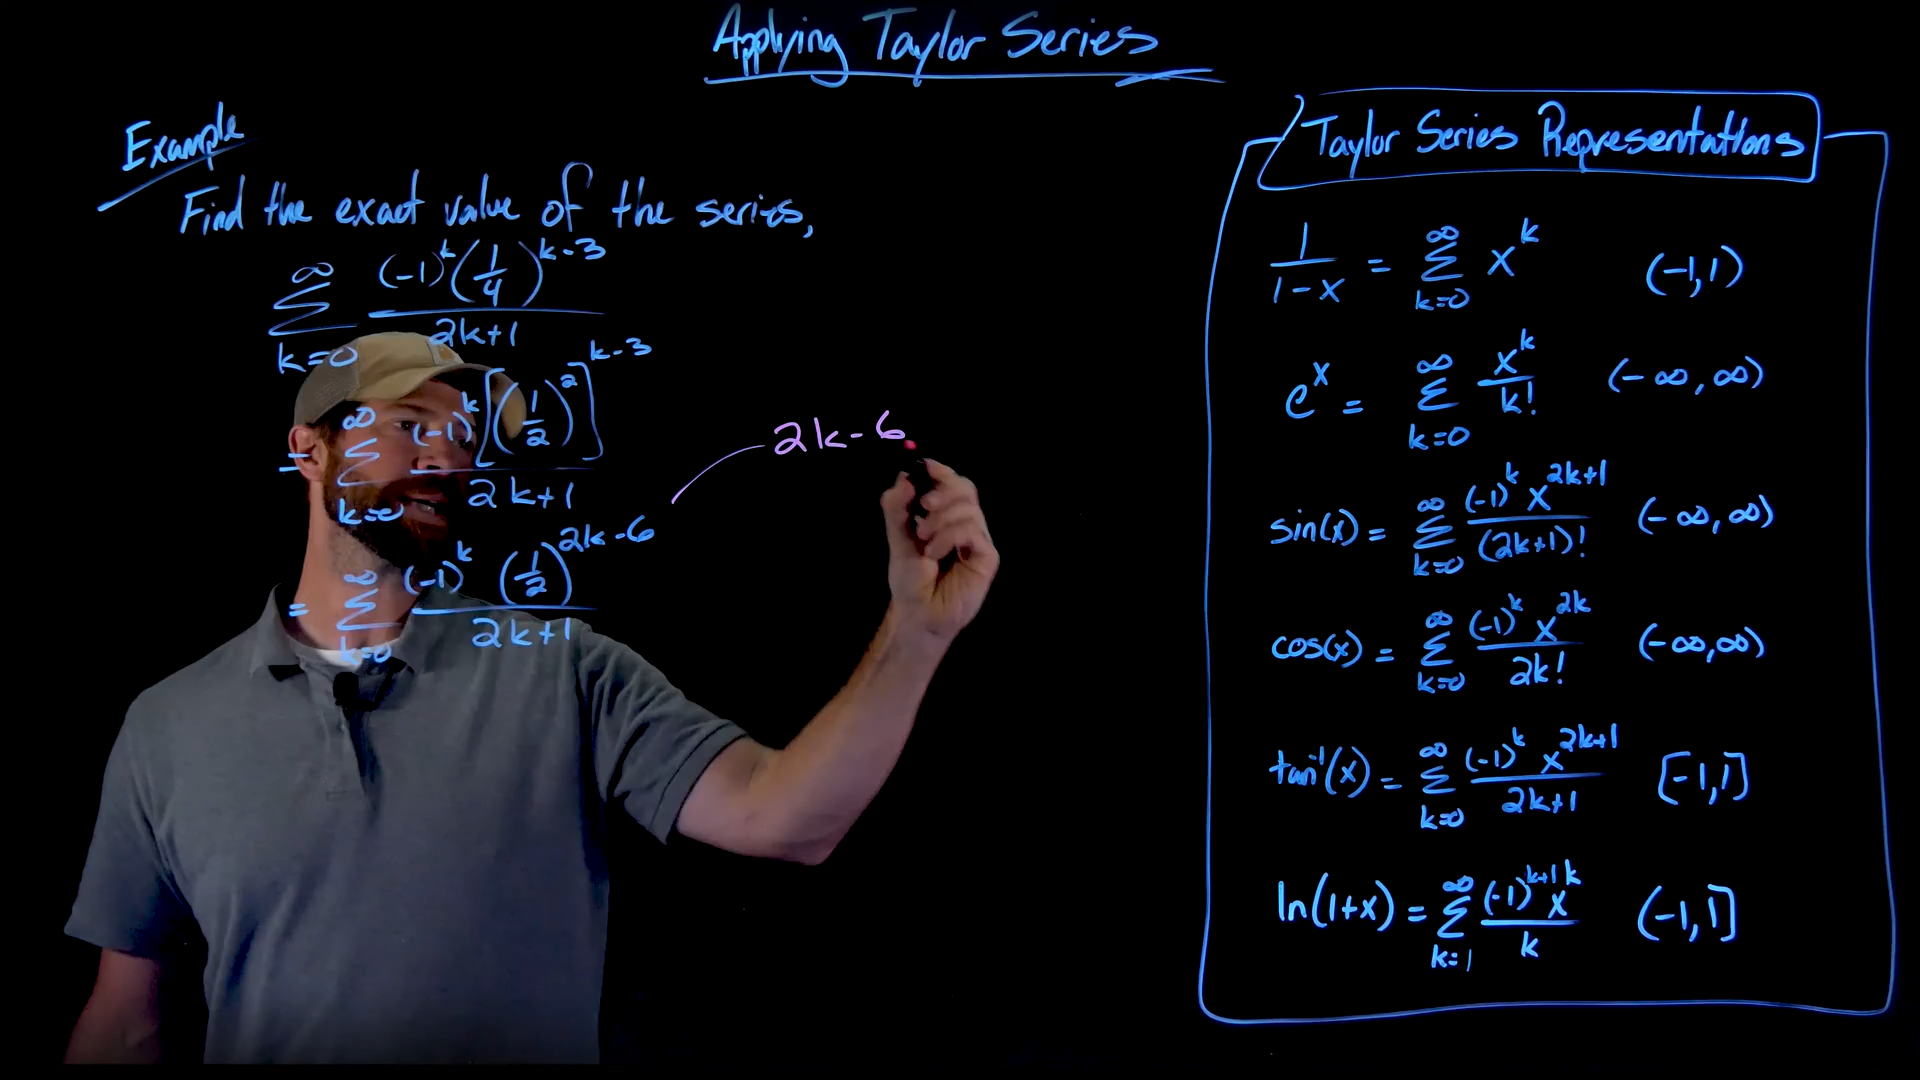 Applying Taylor Series
Example
Find the exact value of the series,
∞ Σ k=0 (-1)^k (1/4)^(k-3) / 2k+1
= ∞ Σ k=0 (-1)^k [(1/2)^2]^(k-3) / 2k+1
= ∞ Σ k=0 (-1)^k (1/2)^(2k-6) / 2k+1
2k-6
Taylor Series Representations
1/(1-x) = ∞ Σ k=0 x^k (-1,1)
e^x = ∞ Σ k=0 x^k / k! (-∞,∞)
sin(x) = ∞ Σ k=0 (-1)^k x^(2k+1) / (2k+1)! (-∞,∞)
cos(x) = ∞ Σ k=0 (-1)^k x^(2k) / 2k! (-∞,∞)
tan^-1(x) = ∞ Σ k=0 (-1)^k x^(2k+1) / 2k+1 [-1,1]
ln(1+x) = ∞ Σ k=1 (-1)^(k+1) x^k / k (-1,1]